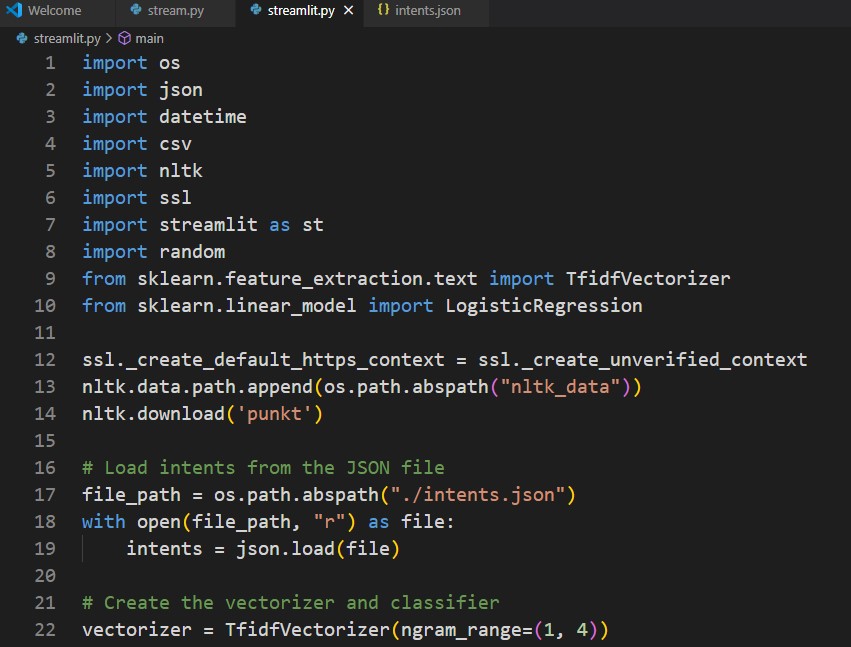 Welcome stream.py streamlit.py × {} intents.json
streamlit.py > main
1 import os
2 import json
3 import datetime
4 import csv
5 import nltk
6 import ssl
7 import streamlit as st
8 import random
9 from sklearn.feature_extraction.text import TfidfVectorizer
10 from sklearn.linear_model import LogisticRegression
11
12 ssl._create_default_https_context = ssl._create_unverified_context
13 nltk.data.path.append(os.path.abspath("nltk_data"))
14 nltk.download('punkt')
15
16 # Load intents from the JSON file
17 file_path = os.path.abspath("./intents.json")
18 with open(file_path, "r") as file:
19     intents = json.load(file)
20
21 # Create the vectorizer and classifier
22 vectorizer = TfidfVectorizer(ngram_range=(1, 4))